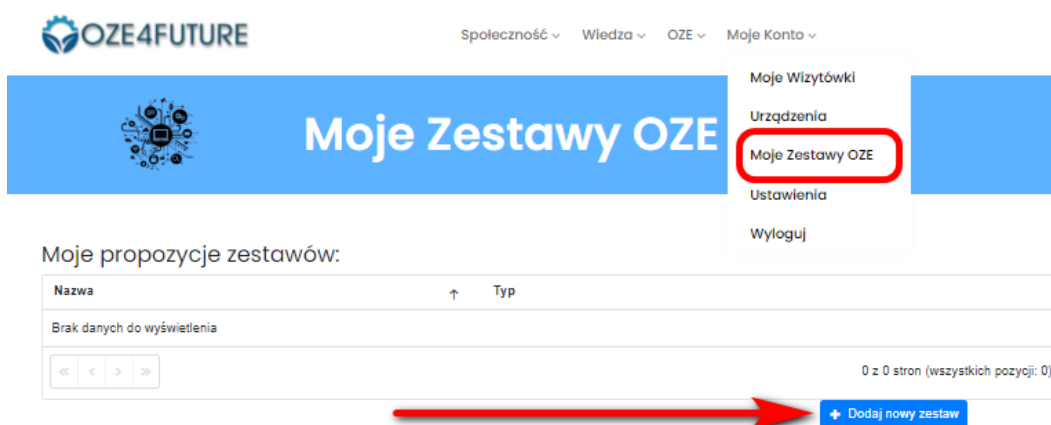 OZE4FUTURE
Społeczność Wiedza OZE Moje Konto
Moje Wizytówki
Urządzenia
Moje Zestawy OZE
Moje Zestawy OZE
Ustawienia
Wyloguj
Moje propozycje zestawów:
Nazwa ↑ Typ
Brak danych do wyświetlenia
« < > » 0 z 0 stron (wszystkich pozycji: 0)
+ Dodaj nowy zestaw